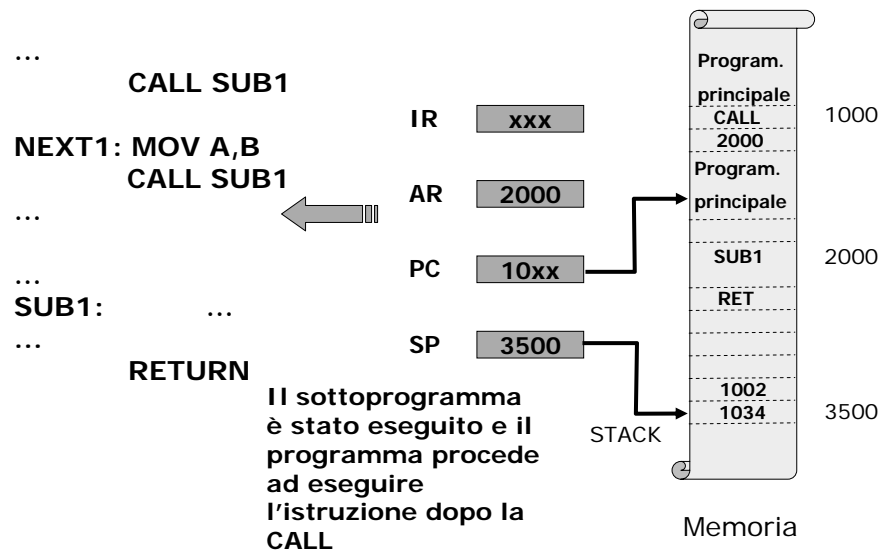 ...
CALL SUB1
NEXT1: MOV A,B
CALL SUB1
...
...
SUB1: ...
...
RETURN
IR xxx
AR 2000
PC 10xx
SP 3500
Il sottoprogramma
è stato eseguito e il
programma procede
ad eseguire
l'istruzione dopo la
CALL
STACK
Program.
principale
CALL 1000
2000
Program.
principale
SUB1 2000
RET
1002
1034 3500
Memoria